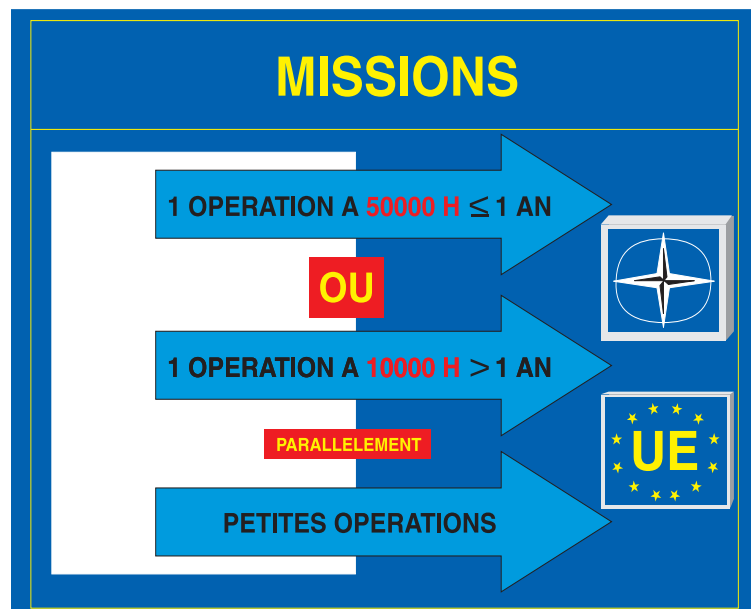 MISSIONS
1 OPERATION A 50000 H ≤ 1 AN
OU
1 OPERATION A 10000 H > 1 AN
PARALLELEMENT
UE
PETITES OPERATIONS